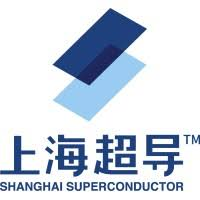 上海超导™
SHANGHAI SUPERCONDUCTOR